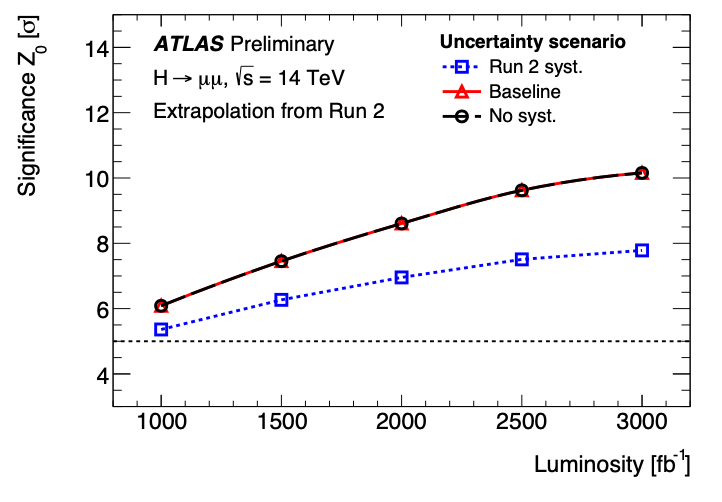 Significance Z₀ [σ]
14
12
10
8
6
4
ATLAS Preliminary
H → μμ, √s = 14 TeV
Extrapolation from Run 2
Uncertainty scenario
Run 2 syst.
Baseline
No syst.
1000 1500 2000 2500 3000
Luminosity [fb⁻¹]